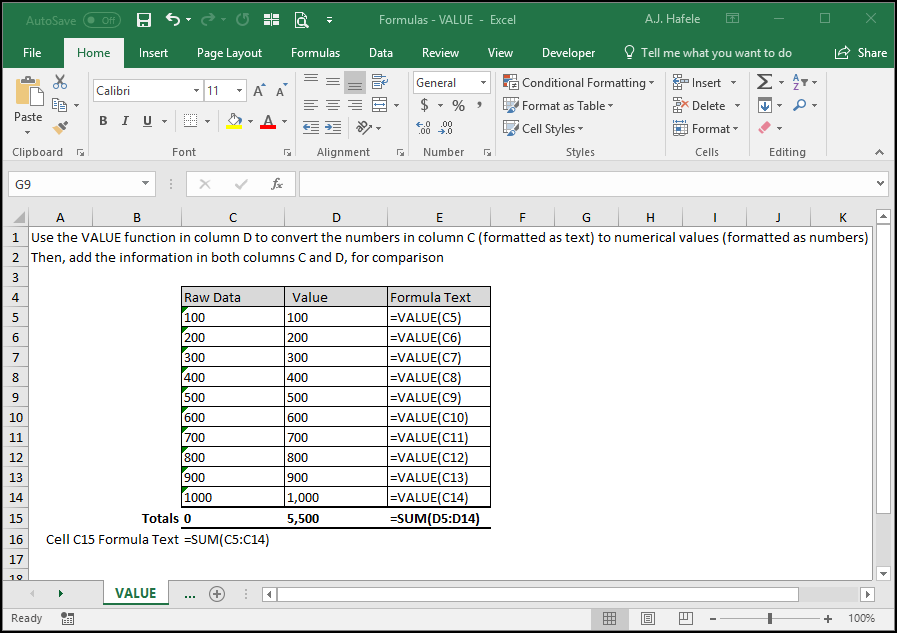 AutoSave Off Formulas - VALUE - Excel A.J. Hafele
File Home Insert Page Layout Formulas Data Review View Developer Tell me what you want to do Share
Calibri 11 General Conditional Formatting Insert
Paste B I U $ % , Format as Table Delete
Cell Styles Format
Clipboard Font Alignment Number Styles Cells Editing
G9 fx
A B C D E F G H I J K
1 Use the VALUE function in column D to convert the numbers in column C (formatted as text) to numerical values (formatted as numbers)
2 Then, add the information in both columns C and D, for comparison
3
4 Raw Data Value Formula Text
5 100 100 =VALUE(C5)
6 200 200 =VALUE(C6)
7 300 300 =VALUE(C7)
8 400 400 =VALUE(C8)
9 500 500 =VALUE(C9)
10 600 600 =VALUE(C10)
11 700 700 =VALUE(C11)
12 800 800 =VALUE(C12)
13 900 900 =VALUE(C13)
14 1000 1,000 =VALUE(C14)
15 Totals 0 5,500 =SUM(D5:D14)
16 Cell C15 Formula Text =SUM(C5:C14)
17
18
VALUE ...
Ready 100%